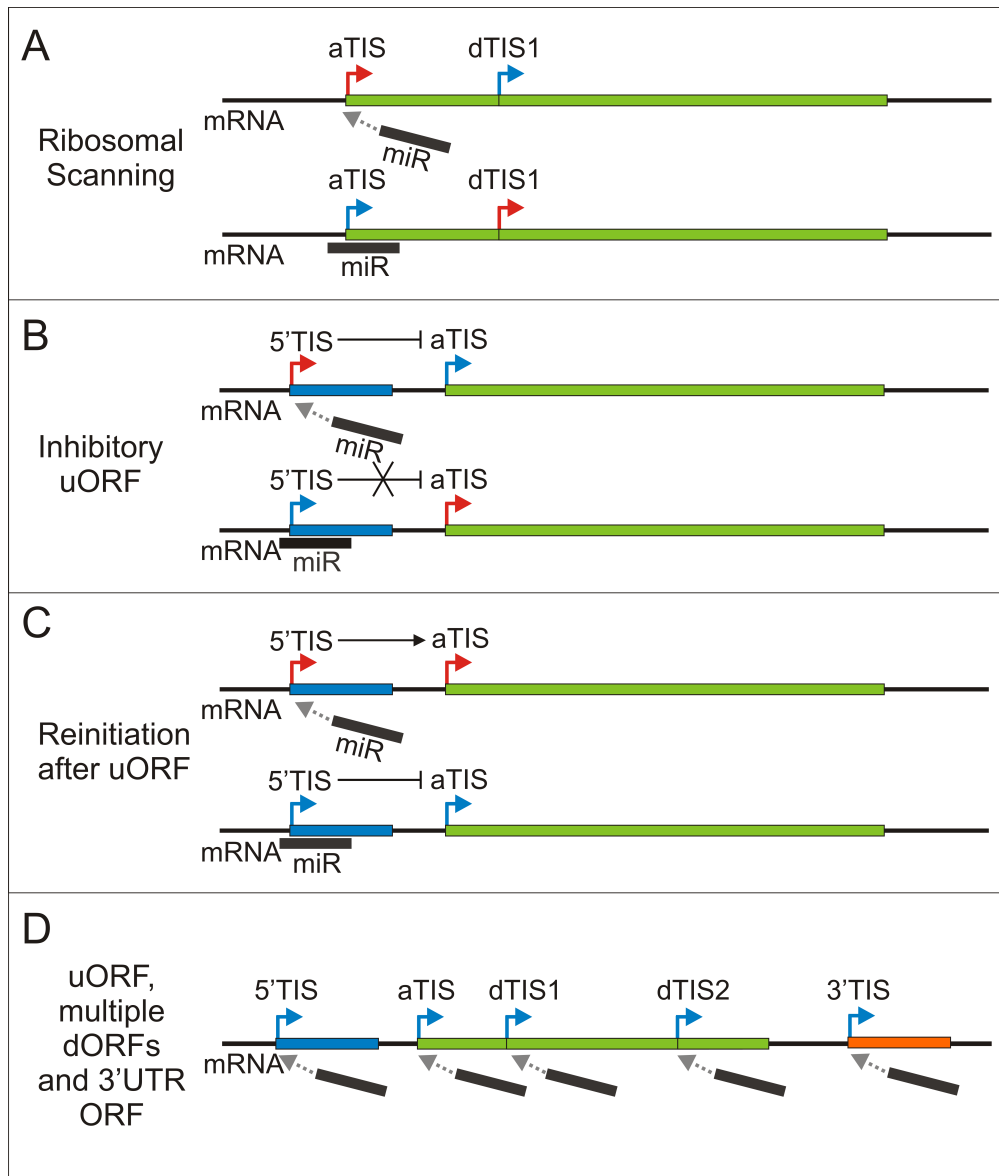 A
aTIS dTIS1
mRNA
miR
Ribosomal
Scanning
aTIS dTIS1
mRNA
miR
B
5’TIS aTIS
mRNA
miR
Inhibitory
uORF
5’TIS aTIS
mRNA
miR
C
5’TIS aTIS
mRNA
miR
Reinitiation
after uORF
5’TIS aTIS
mRNA
miR
D
uORF,
multiple
dORFs
and 3’UTR
ORF
5’TIS aTIS dTIS1 dTIS2 3’TIS
mRNA